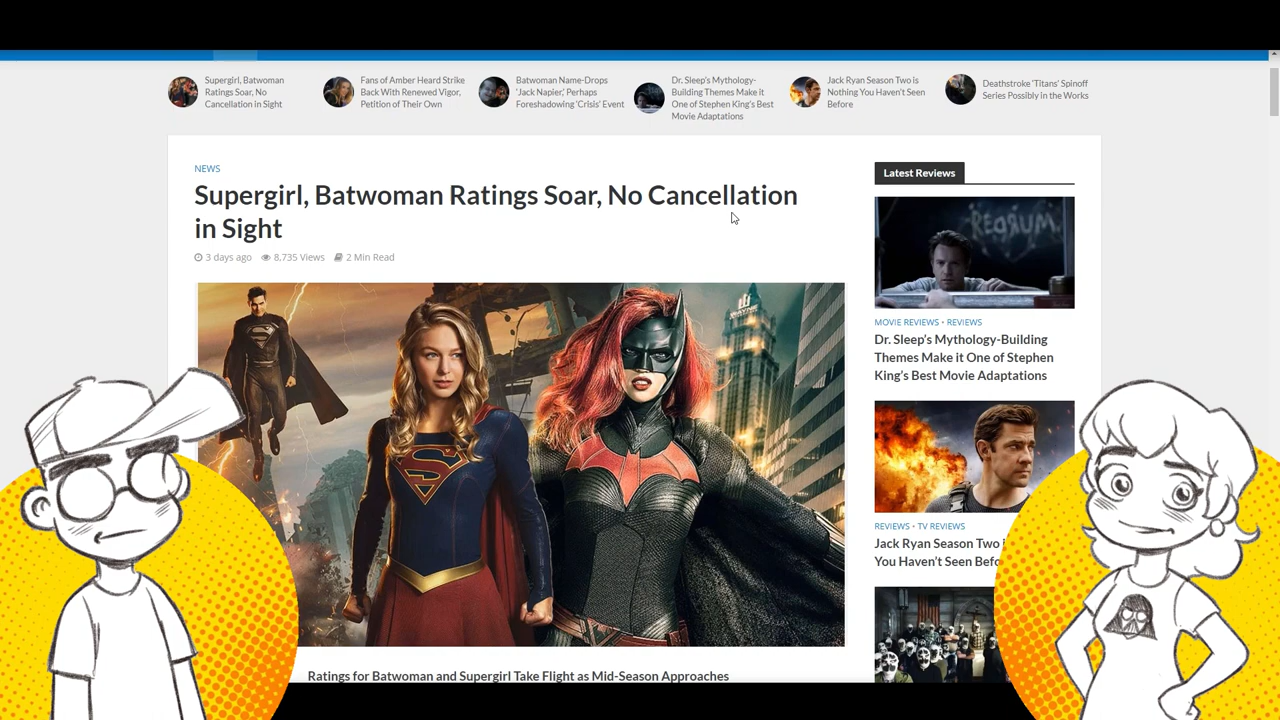 Supergirl, Batwoman
Ratings Soar, No
Cancellation in Sight
Fans of Amber Heard Strike
Back With Renewed Vigor,
Petition of Their Own
Batwoman Name-Drops
'Jack Napier,' Perhaps
Foreshadowing 'Crisis' Event
Dr. Sleep's Mythology-
Building Themes Make it
One of Stephen King's Best
Movie Adaptations
Jack Ryan Season Two is
Nothing You Haven't Seen
Before
Deathstroke 'Titans' Spinoff
Series Possibly in the Works
NEWS
Supergirl, Batwoman Ratings Soar, No Cancellation
in Sight
3 days ago 8,735 Views 2 Min Read
WAYNE
Ratings for Batwoman and Supergirl Take Flight as Mid-Season Approaches
Latest Reviews
REDRUM
MOVIE REVIEWS • REVIEWS
Dr. Sleep's Mythology-Building
Themes Make it One of Stephen
King's Best Movie Adaptations
REVIEWS • TV REVIEWS
Jack Ryan Season Two
You Haven't Seen